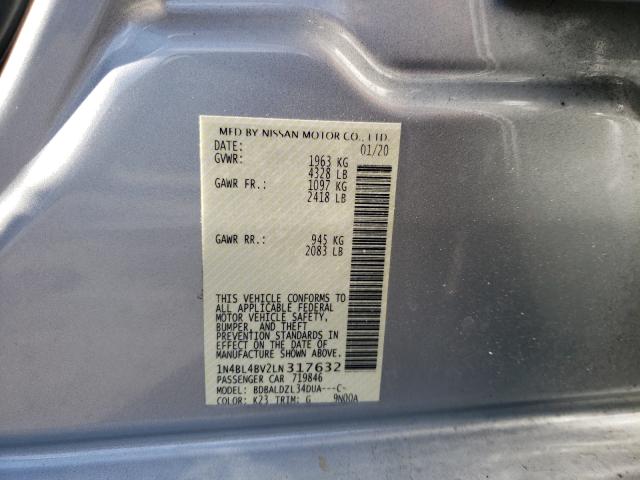 MFD BY NISSAN MOTOR CO., LTD.
DATE: 01/20
GVWR: 1963 KG
4328 LB
GAWR FR.: 1097 KG
2418 LB
GAWR RR.: 945 KG
2083 LB
THIS VEHICLE CONFORMS TO
ALL APPLICABLE FEDERAL
MOTOR VEHICLE SAFETY,
BUMPER, AND THEFT
PREVENTION STANDARDS IN
EFFECT ON THE DATE OF
MANUFACTURE SHOWN ABOVE.
1N4BL4BV2LN317632
PASSENGER CAR 719846
MODEL: BDBALDZL34DUA---C-
COLOR: K23 TRIM: G 9N00A